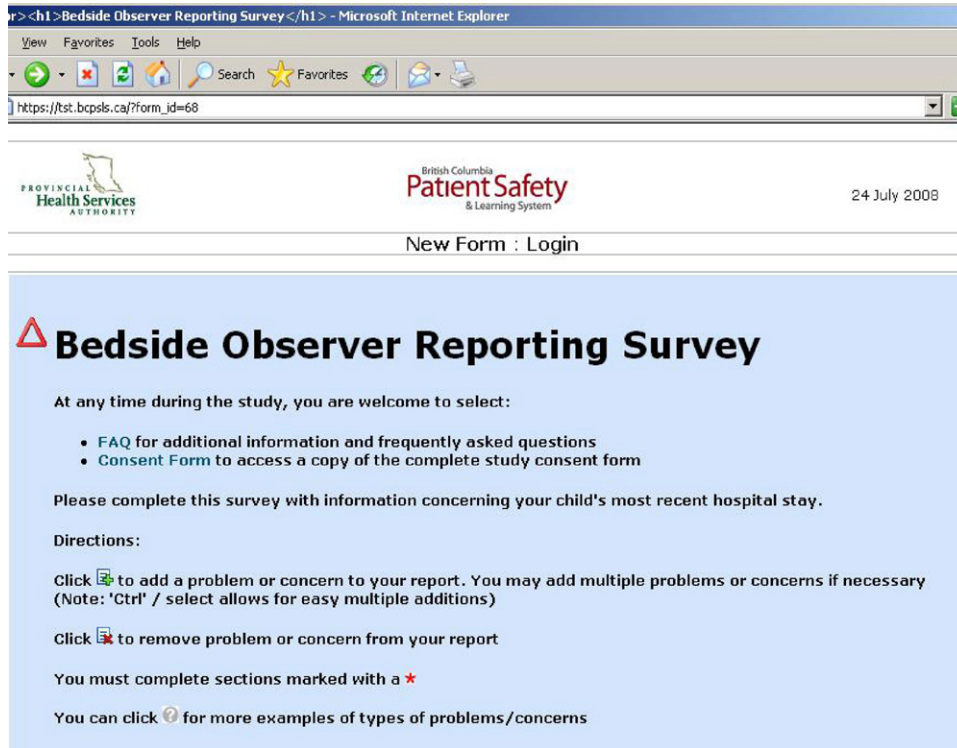 r><h1>Bedside Observer Reporting Survey</h1> - Microsoft Internet Explorer
View Favorites Tools Help
Search Favorites
https://tst.bcpsls.ca/?form_id=68
PROVINCIAL
Health Services
AUTHORITY
British Columbia
Patient Safety
& Learning System
24 July 2008
New Form : Login
Bedside Observer Reporting Survey
At any time during the study, you are welcome to select:
• FAQ for additional information and frequently asked questions
• Consent Form to access a copy of the complete study consent form
Please complete this survey with information concerning your child's most recent hospital stay.
Directions:
Click to add a problem or concern to your report. You may add multiple problems or concerns if necessary
(Note: 'Ctrl' / select allows for easy multiple additions)
Click to remove problem or concern from your report
You must complete sections marked with a *
You can click ? for more examples of types of problems/concerns